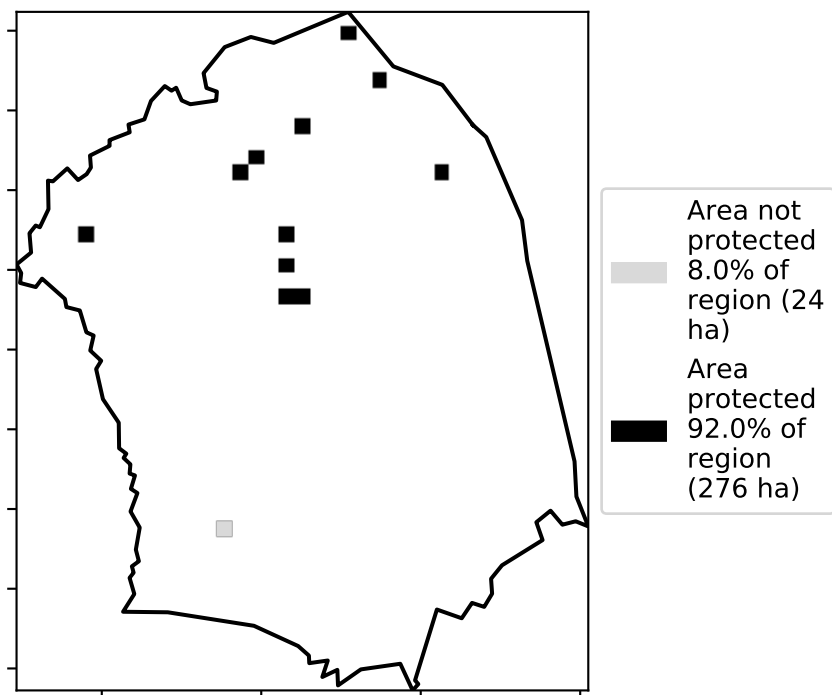 Area not
protected
8.0% of
region (24
ha)
Area
protected
92.0% of
region
(276 ha)